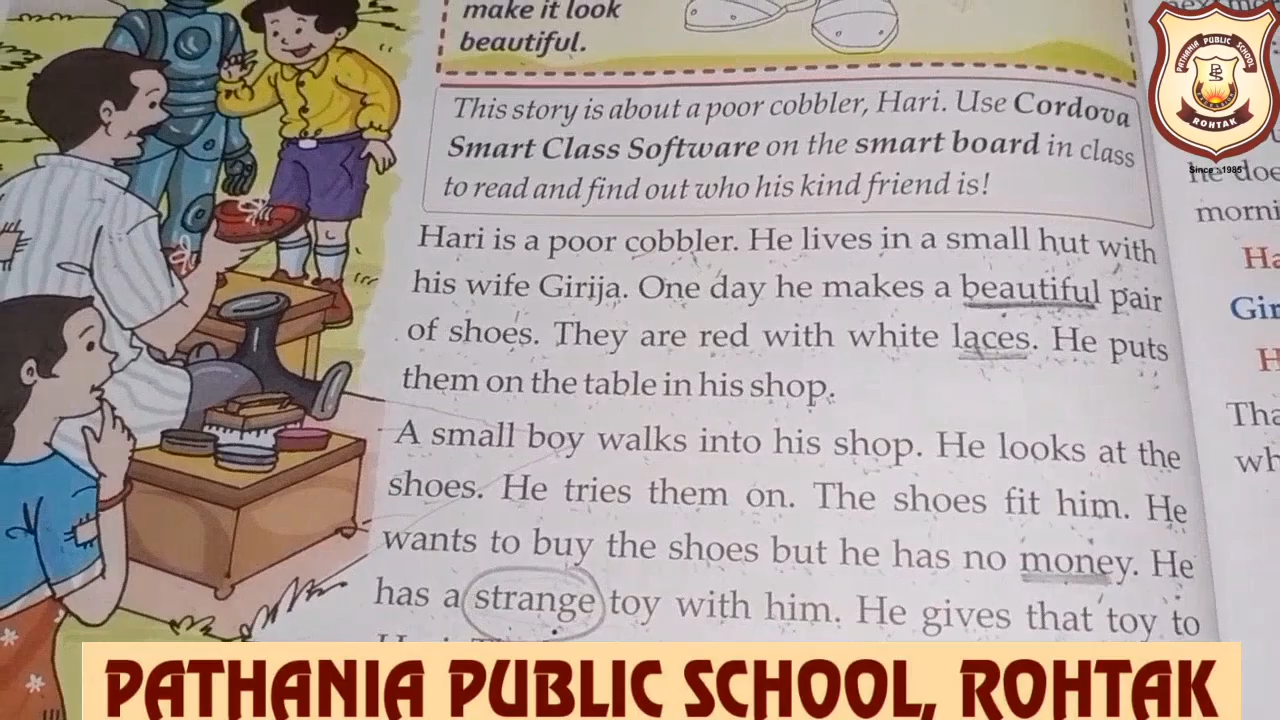 make it look
beautiful.
This story is about a poor cobbler, Hari. Use Cordova
Smart Class Software on the smart board in class
to read and find out who his kind friend is!
Hari is a poor cobbler. He lives in a small hut with
his wife Girija. One day he makes a beautiful pair
of shoes. They are red with white laces. He puts
them on the table in his shop.
A small boy walks into his shop. He looks at the
shoes. He tries them on. The shoes fit him. He
wants to buy the shoes but he has no money. He
has a strange toy with him. He gives that toy to
PATHANIA PUBLIC SCHOOL
ROHTAK
Since : 1985
he doe
morni
Ha
Gir
H
Tha
wh
PATHANIA PUBLIC SCHOOL, ROHTAK